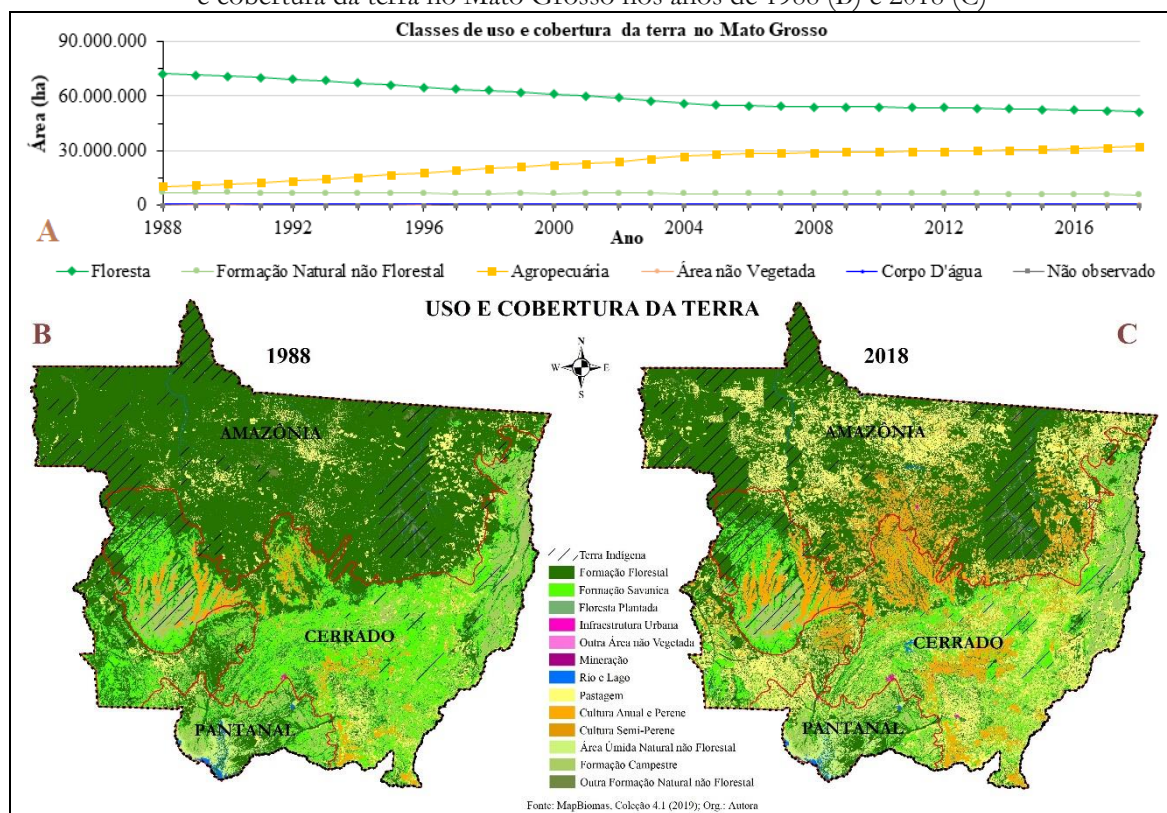 e cobertura da terra no Mato Grosso nos anos de 1988 (B) e 2018 (C)
Classes de uso e cobertura da terra no Mato Grosso
Área (ha)
90.000.000
60.000.000
30.000.000
0
1988 1992 1996 2000 2004 2008 2012 2016
Ano
A
Floresta Formação Natural não Florestal Agropecuária Área não Vegetada Corpo D'água Não observado
USO E COBERTURA DA TERRA
B
1988
N
W E
S
2018
C
AMAZÔNIA
CERRADO
PANTANAL
AMAZÔNIA
CERRADO
PANTANAL
Terra Indígena
Formação Florestal
Formação Savanica
Floresta Plantada
Infraestrutura Urbana
Outra Área não Vegetada
Mineração
Rio e Lago
Pastagem
Cultura Anual e Perene
Cultura Semi-Perene
Área Úmida Natural não Florestal
Formação Campestre
Outra Formação Natural não Florestal
Fonte: MapBiomas, Coleção 4.1 (2019); Org.: Autora